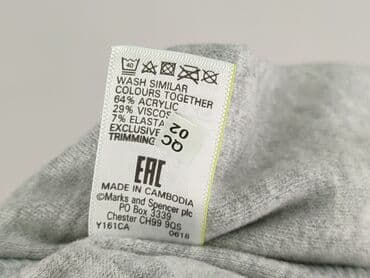 40
WASH SIMILAR
COLOURS TOGETHER
64% ACRYLIC
29% VISCOS
7% ELASTA
EXCLUSIVE
TRIMMING
QC
02
EAC
MADE IN CAMBODIA
©Marks and Spencer plc
PO Box 3339
Chester CH99 9QS
Y161CA 0618